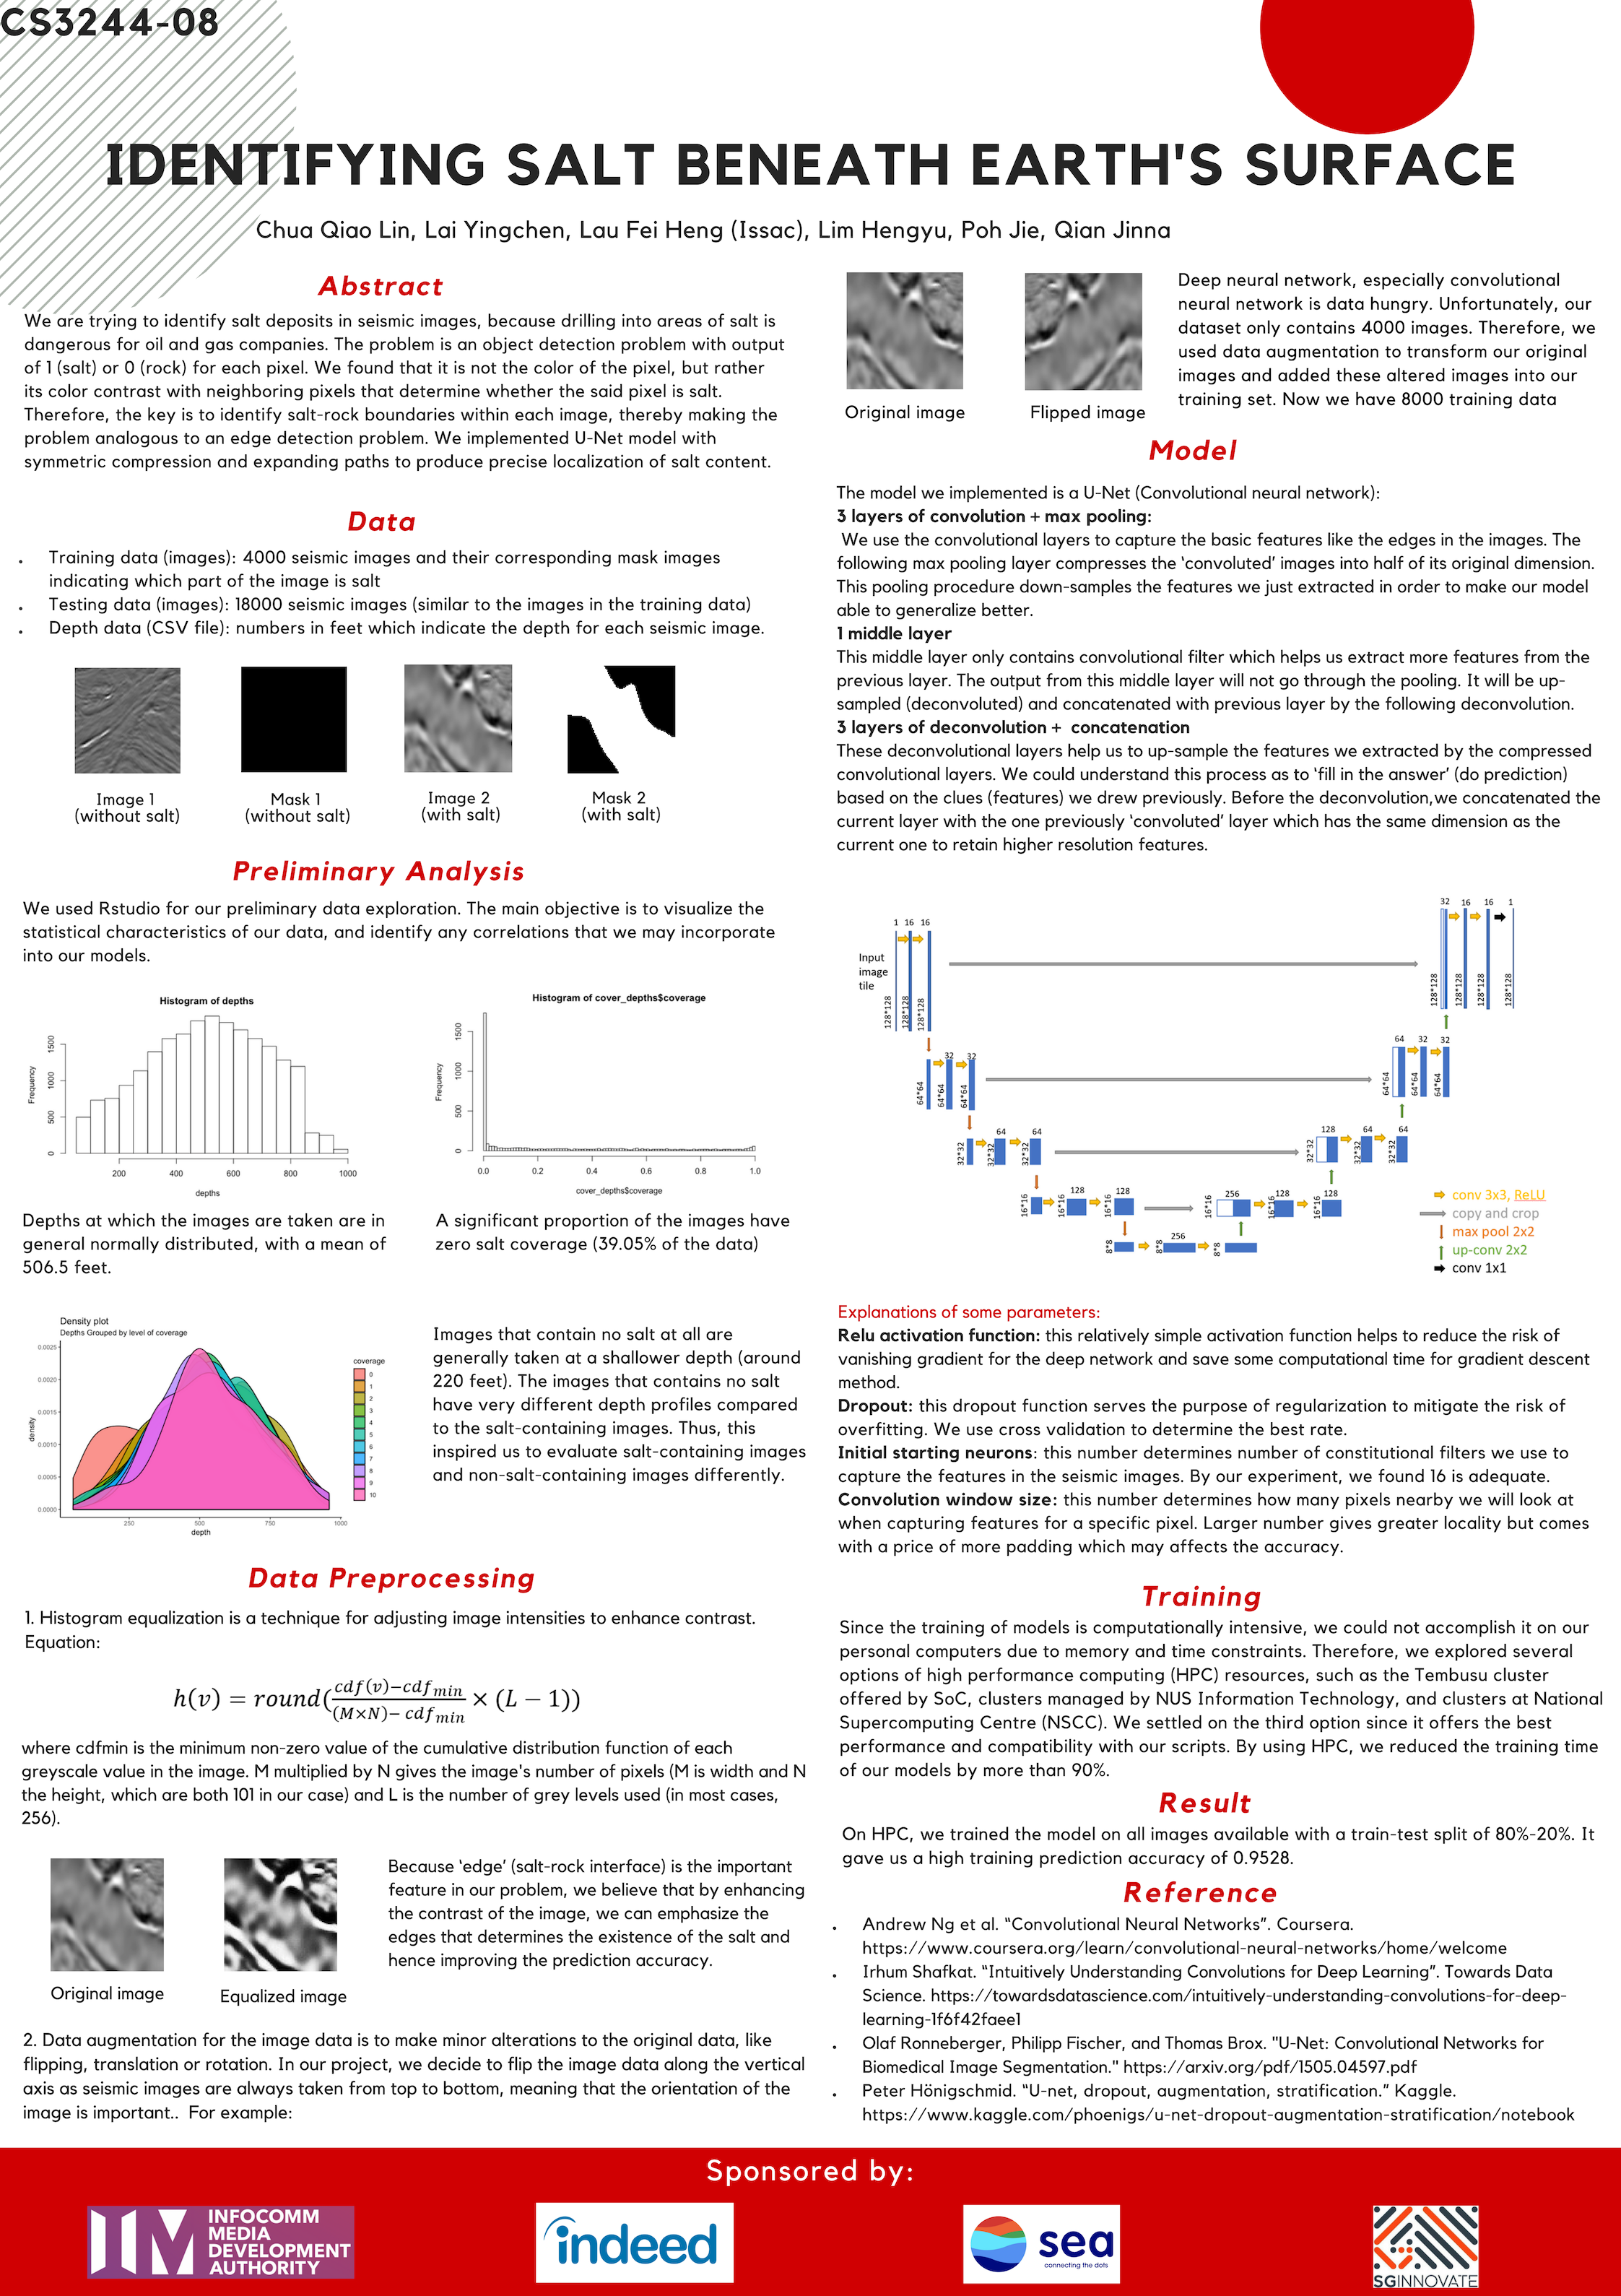 CS3244-08
IDENTIFYING SALT BENEATH EARTH'S SURFACE
Chua Qiao Lin, Lai Yingchen, Lau Fei Heng (Issac), Lim Hengyu, Poh Jie, Qian Jinna
Abstract
We are trying to identify salt deposits in seismic images, because drilling into areas of salt is
dangerous for oil and gas companies. The problem is an object detection problem with output
of 1 (salt) or 0 (rock) for each pixel. We found that it is not the color of the pixel, but rather
its color contrast with neighboring pixels that determine whether the said pixel is salt.
Therefore, the key is to identify salt-rock boundaries within each image, thereby making the
problem analogous to an edge detection problem. We implemented U-Net model with
symmetric compression and expanding paths to produce precise localization of salt content.
Data
• Training data (images): 4000 seismic images and their corresponding mask images
indicating which part of the image is salt
• Testing data (images): 18000 seismic images (similar to the images in the training data)
• Depth data (CSV file): numbers in feet which indicate the depth for each seismic image.
Image 1
(without salt)
Mask 1
(without salt)
Image 2
(with salt)
Mask 2
(with salt)
Preliminary Analysis
We used Rstudio for our preliminary data exploration. The main objective is to visualize the
statistical characteristics of our data, and identify any correlations that we may incorporate
into our models.
Histogram of depths
Frequency
0 500 1000 1500
200 400 600 800 1000
depths
Histogram of cover_depths$coverage
Frequency
0 500 1000 1500
0.0 0.2 0.4 0.6 0.8 1.0
cover_depths$coverage
Depths at which the images are taken are in
general normally distributed, with a mean of
506.5 feet.
A significant proportion of the images have
zero salt coverage (39.05% of the data)
Density plot
Depths Grouped by level of coverage
density
0.0025
0.0020
0.0015
0.0010
0.0005
0.0000
250 500 750 1000
depth
coverage
0
1
2
3
4
5
6
7
8
9
10
Images that contain no salt at all are
generally taken at a shallower depth (around
220 feet). The images that contains no salt
have very different depth profiles compared
to the salt-containing images. Thus, this
inspired us to evaluate salt-containing images
and non-salt-containing images differently.
Data Preprocessing
1. Histogram equalization is a technique for adjusting image intensities to enhance contrast.
Equation:
h(v) = round(cdf(v)−cdfmin / (M×N)− cdfmin × (L − 1))
where cdfmin is the minimum non-zero value of the cumulative distribution function of each
greyscale value in the image. M multiplied by N gives the image's number of pixels (M is width and N
the height, which are both 101 in our case) and L is the number of grey levels used (in most cases,
256).
Original image
Equalized image
Because ‘edge’ (salt-rock interface) is the important
feature in our problem, we believe that by enhancing
the contrast of the image, we can emphasize the
edges that determines the existence of the salt and
hence improving the prediction accuracy.
2. Data augmentation for the image data is to make minor alterations to the original data, like
flipping, translation or rotation. In our project, we decide to flip the image data along the vertical
axis as seismic images are always taken from top to bottom, meaning that the orientation of the
image is important.. For example:
Original image
Flipped image
Deep neural network, especially convolutional
neural network is data hungry. Unfortunately, our
dataset only contains 4000 images. Therefore, we
used data augmentation to transform our original
images and added these altered images into our
training set. Now we have 8000 training data
Model
The model we implemented is a U-Net (Convolutional neural network):
3 layers of convolution + max pooling:
We use the convolutional layers to capture the basic features like the edges in the images. The
following max pooling layer compresses the ‘convoluted’ images into half of its original dimension.
This pooling procedure down-samples the features we just extracted in order to make our model
able to generalize better.
1 middle layer
This middle layer only contains convolutional filter which helps us extract more features from the
previous layer. The output from this middle layer will not go through the pooling. It will be up-
sampled (deconvoluted) and concatenated with previous layer by the following deconvolution.
3 layers of deconvolution + concatenation
These deconvolutional layers help us to up-sample the features we extracted by the compressed
convolutional layers. We could understand this process as to ‘fill in the answer’ (do prediction)
based on the clues (features) we drew previously. Before the deconvolution,we concatenated the
current layer with the one previously ‘convoluted’ layer which has the same dimension as the
current one to retain higher resolution features.
Input
image
tile
1 16 16
128*128 128*128 128*128
32 16 16 1
128*128 128*128 128*128 128*128
32 32
64*64 64*64 64*64
64 32 32
64*64 64*64 64*64
64 64
32*32 32*32 32*32
128 64 64
32*32 32*32 32*32
128 128
16*16 16*16 16*16
256 128 128
16*16 16*16 16*16
256
8*8 8*8 8*8
conv 3x3, ReLU
copy and crop
max pool 2x2
up-conv 2x2
conv 1x1
Explanations of some parameters:
Relu activation function: this relatively simple activation function helps to reduce the risk of
vanishing gradient for the deep network and save some computational time for gradient descent
method.
Dropout: this dropout function serves the purpose of regularization to mitigate the risk of
overfitting. We use cross validation to determine the best rate.
Initial starting neurons: this number determines number of constitutional filters we use to
capture the features in the seismic images. By our experiment, we found 16 is adequate.
Convolution window size: this number determines how many pixels nearby we will look at
when capturing features for a specific pixel. Larger number gives greater locality but comes
with a price of more padding which may affects the accuracy.
Training
Since the training of models is computationally intensive, we could not accomplish it on our
personal computers due to memory and time constraints. Therefore, we explored several
options of high performance computing (HPC) resources, such as the Tembusu cluster
offered by SoC, clusters managed by NUS Information Technology, and clusters at National
Supercomputing Centre (NSCC). We settled on the third option since it offers the best
performance and compatibility with our scripts. By using HPC, we reduced the training time
of our models by more than 90%.
Result
On HPC, we trained the model on all images available with a train-test split of 80%-20%. It
gave us a high training prediction accuracy of 0.9528.
Reference
• Andrew Ng et al. “Convolutional Neural Networks”. Coursera.
https://www.coursera.org/learn/convolutional-neural-networks/home/welcome
• Irhum Shafkat. “Intuitively Understanding Convolutions for Deep Learning”. Towards Data
Science. https://towardsdatascience.com/intuitively-understanding-convolutions-for-deep-
learning-1f6f42faee1
• Olaf Ronneberger, Philipp Fischer, and Thomas Brox. "U-Net: Convolutional Networks for
Biomedical Image Segmentation." https://arxiv.org/pdf/1505.04597.pdf
• Peter Hönigschmid. “U-net, dropout, augmentation, stratification.” Kaggle.
https://www.kaggle.com/phoenigs/u-net-dropout-augmentation-stratification/notebook
Sponsored by:
IM
INFOCOMM
MEDIA
DEVELOPMENT
AUTHORITY
indeed
sea
connecting the dots
SGINNOVATE